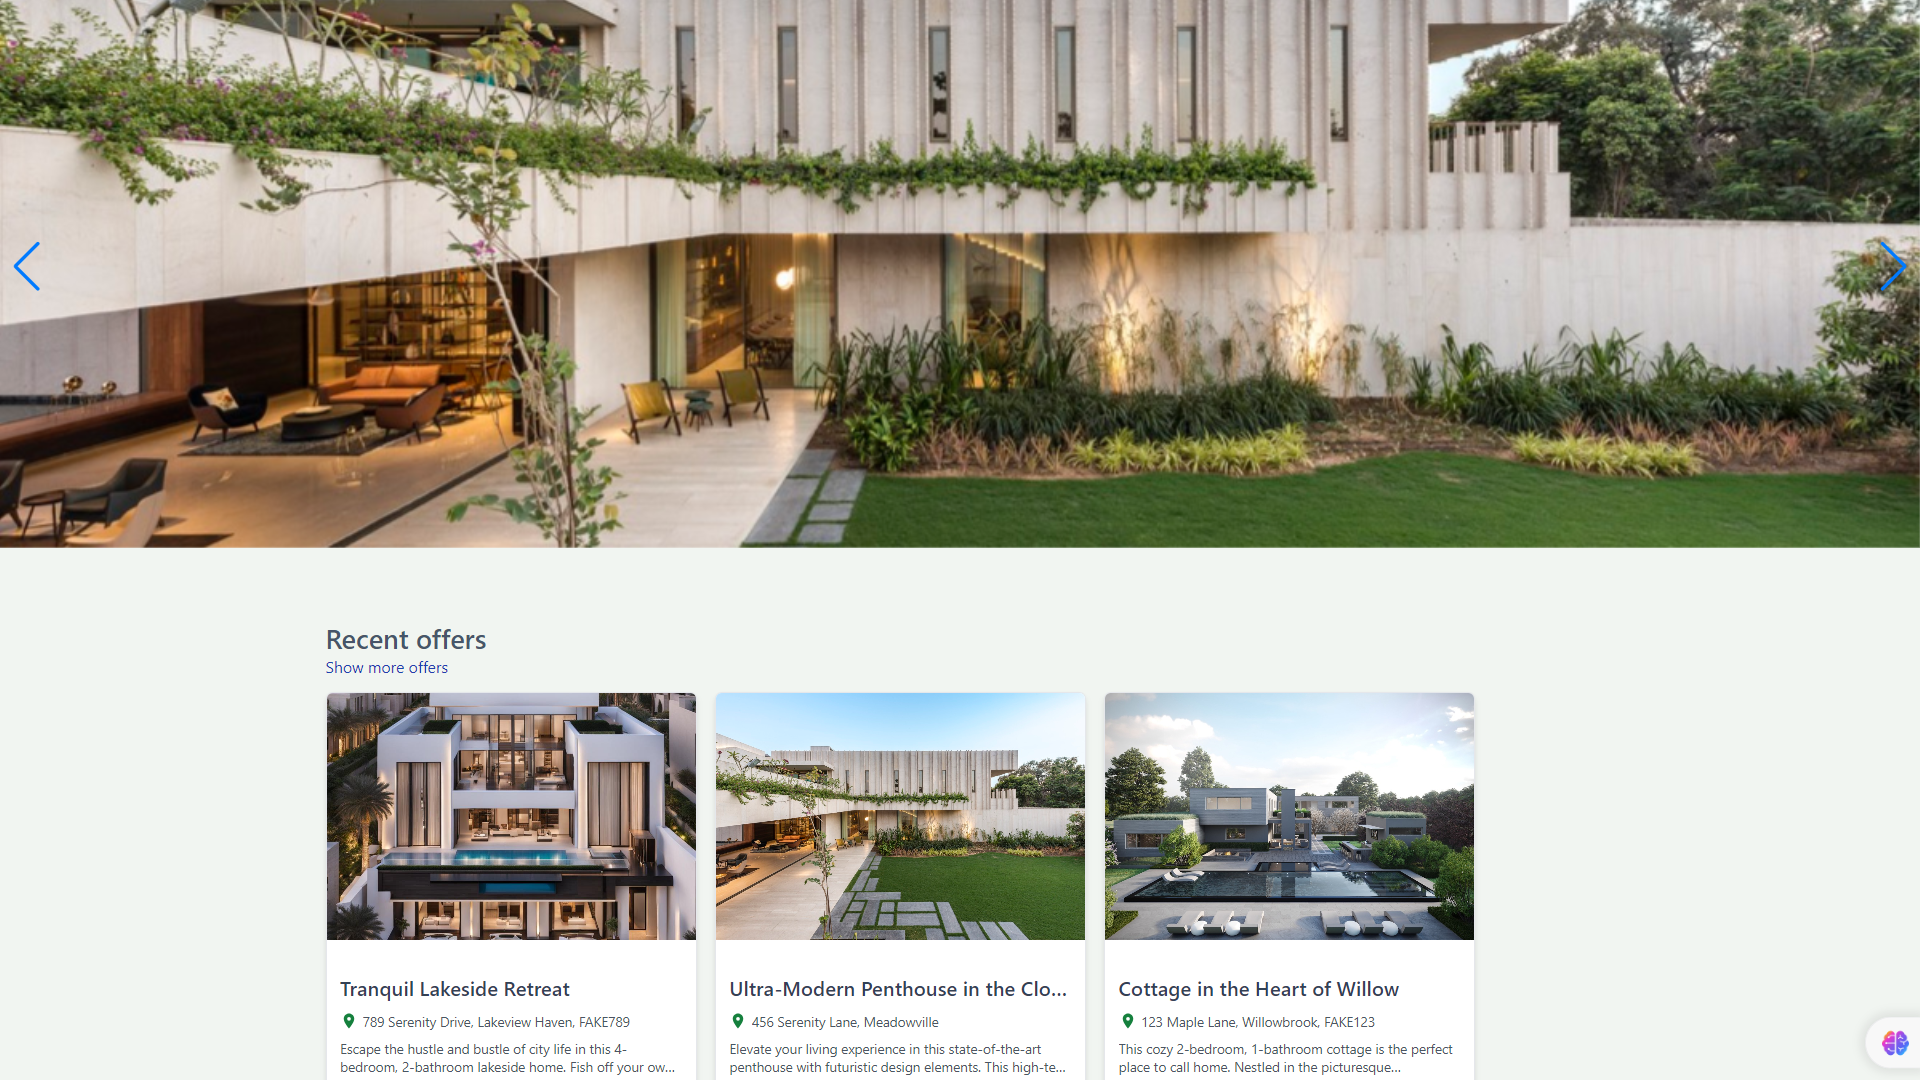 Recent offers
Show more offers
Tranquil Lakeside Retreat
789 Serenity Drive, Lakeview Haven, FAKE789
Escape the hustle and bustle of city life in this 4-
bedroom, 2-bathroom lakeside home. Fish off your ow...
Ultra-Modern Penthouse in the Clo...
456 Serenity Lane, Meadowville
Elevate your living experience in this state-of-the-art
penthouse with futuristic design elements. This high-te...
Cottage in the Heart of Willow
123 Maple Lane, Willowbrook, FAKE123
This cozy 2-bedroom, 1-bathroom cottage is the perfect
place to call home. Nestled in the picturesque...